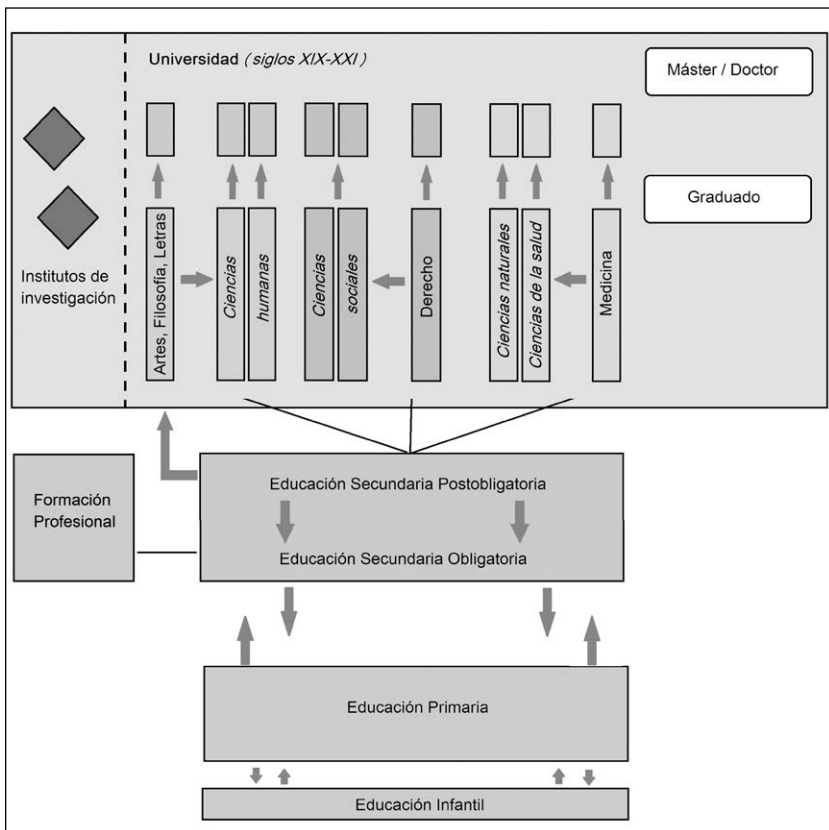 Universidad (siglos XIX-XXI)
Máster / Doctor
Graduado
Institutos de
investigación
Artes, Filosofía, Letras
Ciencias
humanas
Ciencias
sociales
Derecho
Ciencias naturales
Ciencias de la salud
Medicina
Educación Secundaria Postobligatoria
Formación
Profesional
Educación Secundaria Obligatoria
Educación Primaria
Educación Infantil